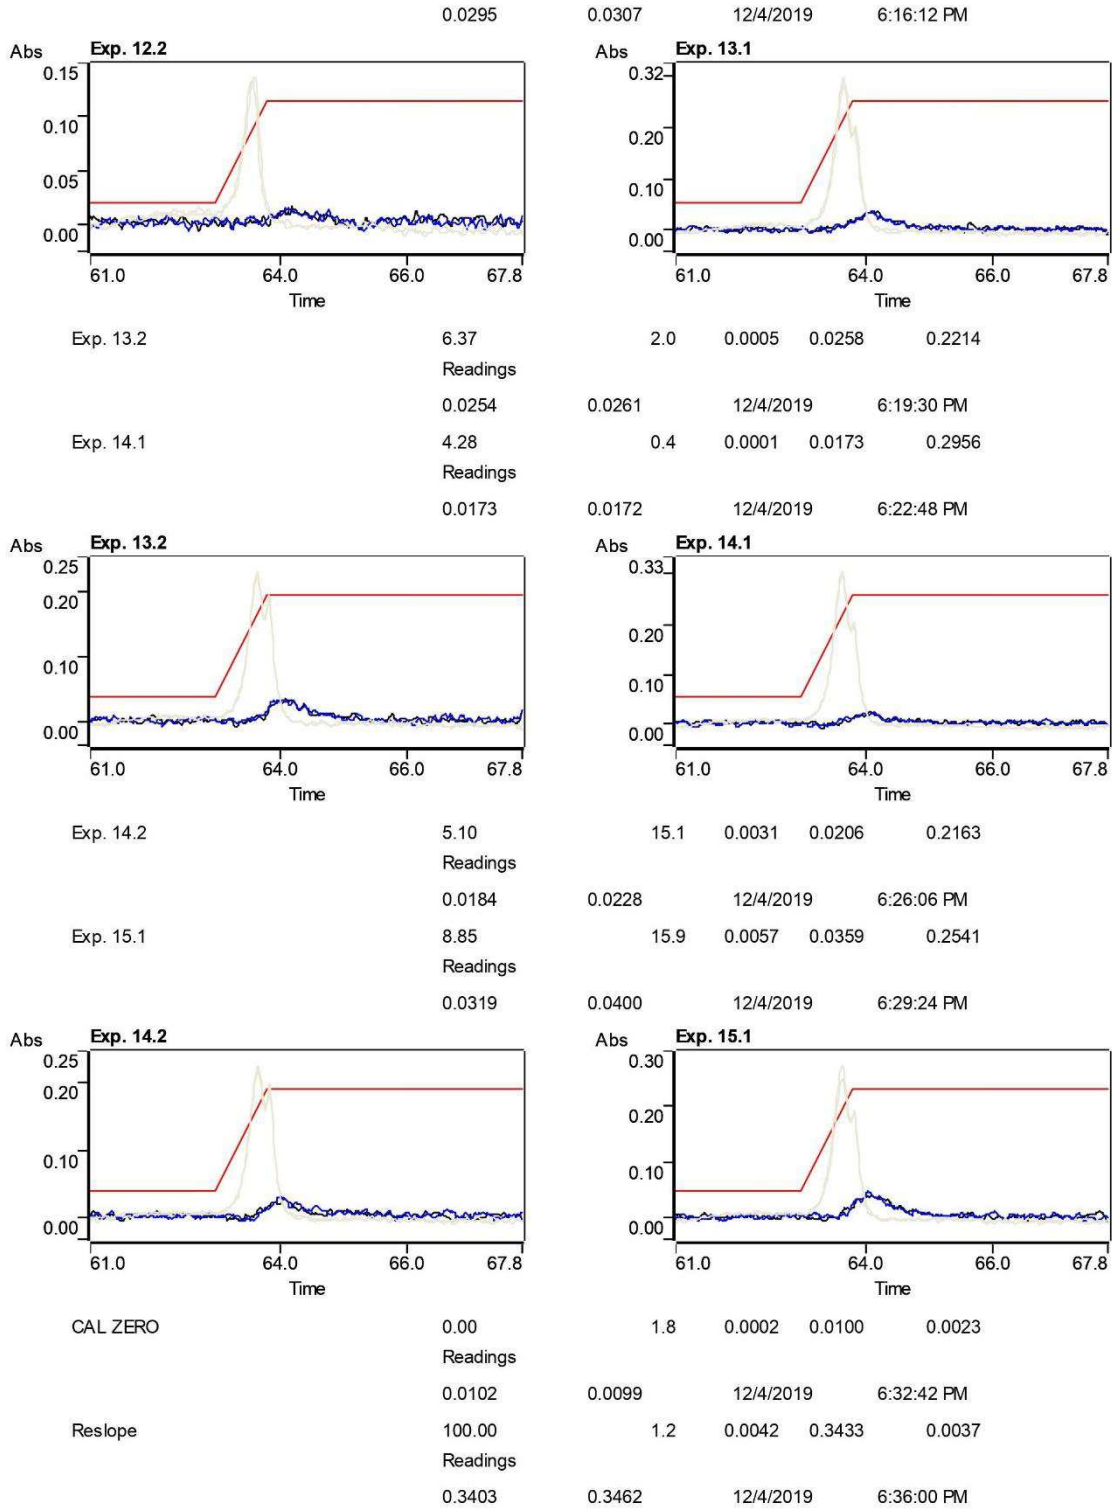 0.0295 0.0307 12/4/2019 6:16:12 PM
Abs Exp. 12.2
0.15
0.10
0.05
0.00
61.0 64.0 66.0 67.8
Time
Abs Exp. 13.1
0.32
0.20
0.10
0.00
61.0 64.0 66.0 67.8
Time
Exp. 13.2 6.37 2.0 0.0005 0.0258 0.2214
Readings
0.0254 0.0261 12/4/2019 6:19:30 PM
Exp. 14.1 4.28 0.4 0.0001 0.0173 0.2956
Readings
0.0173 0.0172 12/4/2019 6:22:48 PM
Abs Exp. 13.2
0.25
0.20
0.10
0.00
61.0 64.0 66.0 67.8
Time
Abs Exp. 14.1
0.33
0.20
0.10
0.00
61.0 64.0 66.0 67.8
Time
Exp. 14.2 5.10 15.1 0.0031 0.0206 0.2163
Readings
0.0184 0.0228 12/4/2019 6:26:06 PM
Exp. 15.1 8.85 15.9 0.0057 0.0359 0.2541
Readings
0.0319 0.0400 12/4/2019 6:29:24 PM
Abs Exp. 14.2
0.25
0.20
0.10
0.00
61.0 64.0 66.0 67.8
Time
Abs Exp. 15.1
0.30
0.20
0.10
0.00
61.0 64.0 66.0 67.8
Time
CAL ZERO 0.00 1.8 0.0002 0.0100 0.0023
Readings
0.0102 0.0099 12/4/2019 6:32:42 PM
Reslope 100.00 1.2 0.0042 0.3433 0.0037
Readings
0.3403 0.3462 12/4/2019 6:36:00 PM